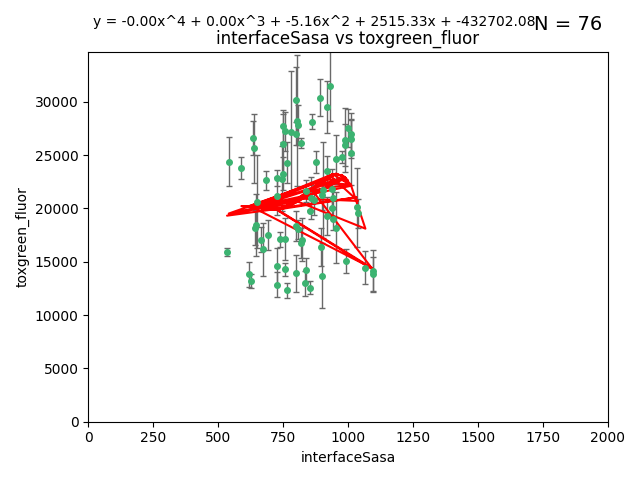 y = -0.00x^4 + 0.00x^3 + -5.16x^2 + 2515.33x + -432702.08
N = 76
interfaceSasa vs toxgreen_fluor
30000
25000
20000
15000
10000
5000
0
toxgreen_fluor
0 250 500 750 1000 1250 1500 1750 2000
interfaceSasa